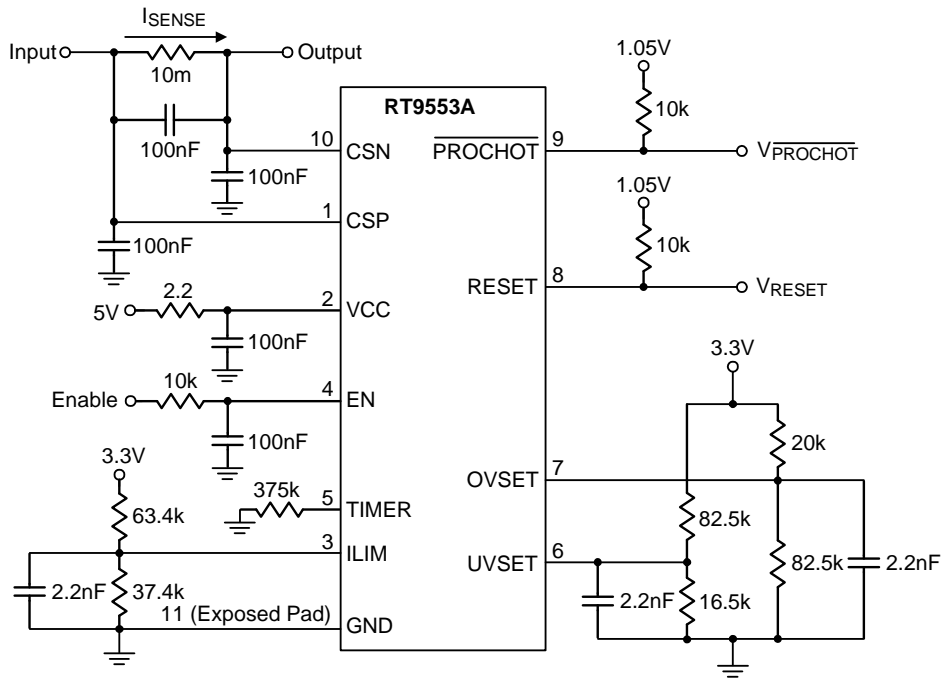 I_SENSE
Input
Output
10m
100nF
100nF
100nF
RT9553A
10 CSN
1 CSP
2 VCC
5V
2.2
100nF
4 EN
Enable
10k
100nF
3.3V
375k
5 TIMER
63.4k
3 ILIM
2.2nF
37.4k
11 (Exposed Pad) GND
PROCHOT 9
1.05V
10k
V_PROCHOT
RESET 8
1.05V
10k
V_RESET
3.3V
20k
OVSET 7
82.5k
UVSET 6
82.5k
2.2nF
2.2nF
16.5k